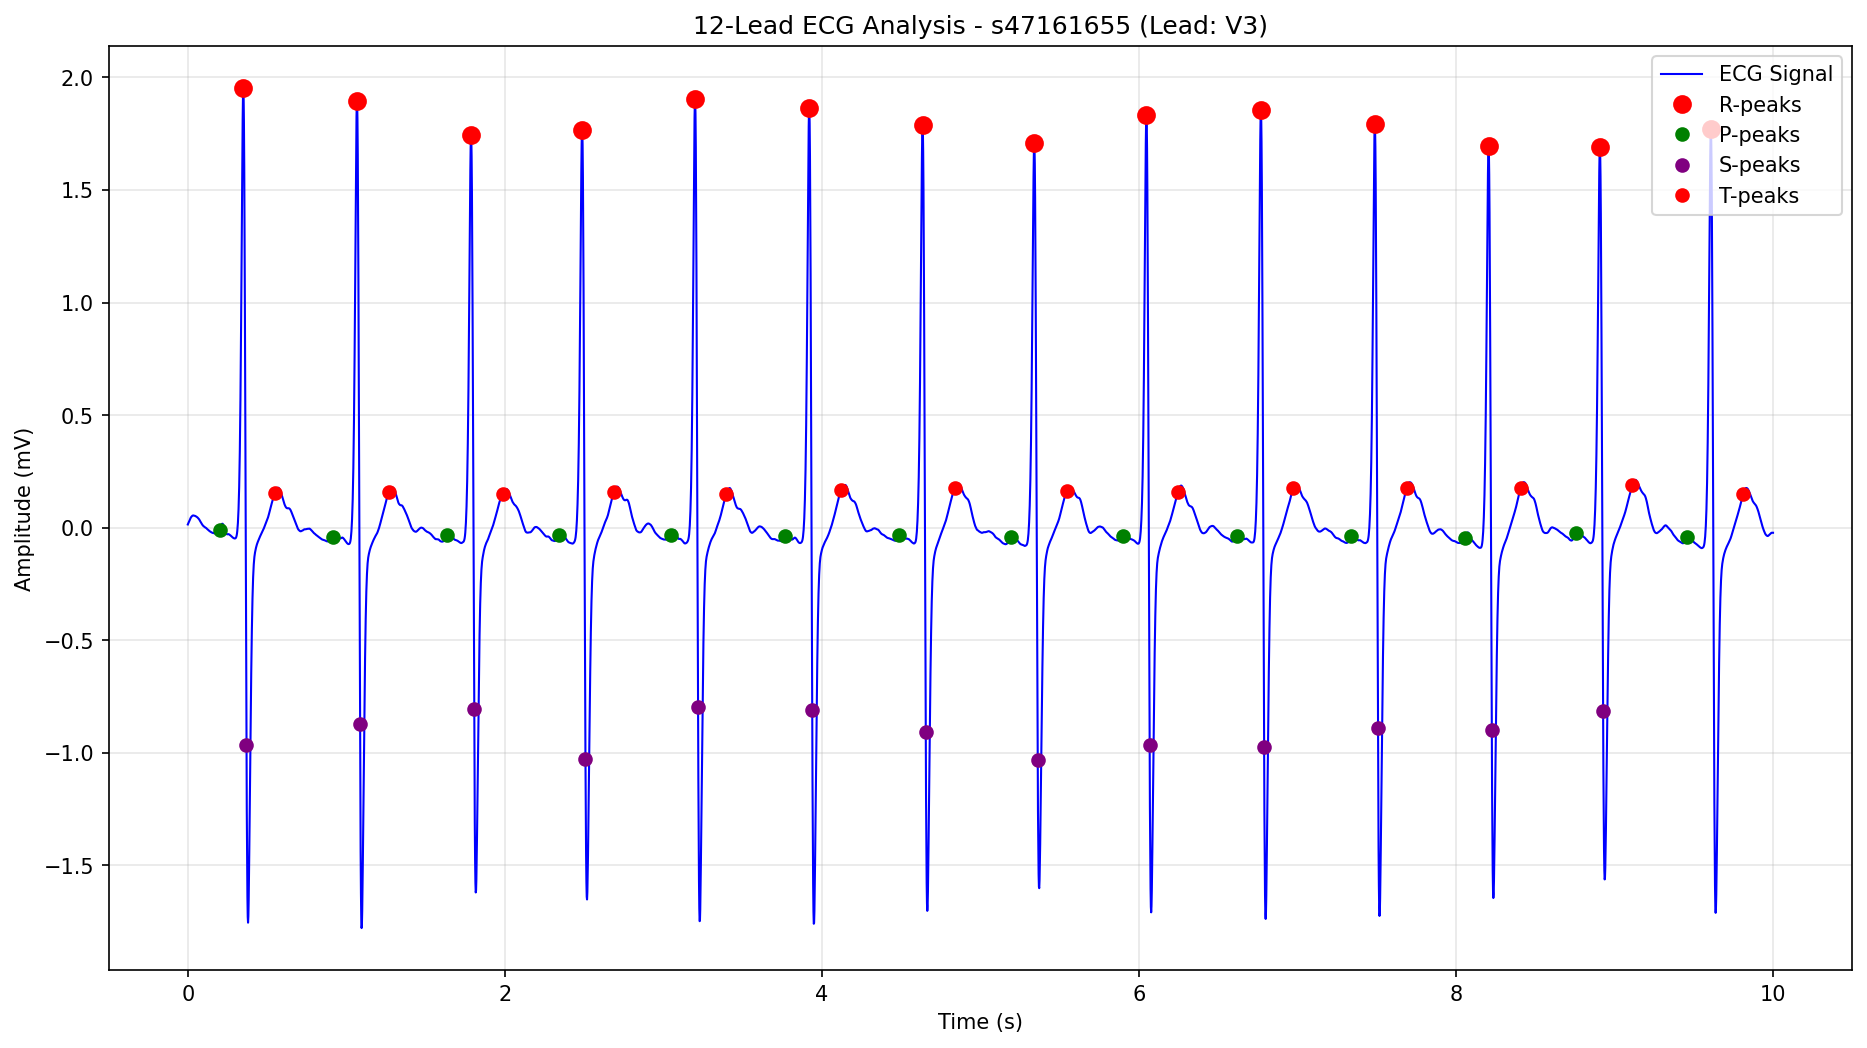 12-Lead ECG Analysis - s47161655 (Lead: V3)
ECG Signal
R-peaks
P-peaks
S-peaks
T-peaks
2.0
1.5
1.0
0.5
0.0
−0.5
−1.0
−1.5
Amplitude (mV)
0 2 4 6 8 10
Time (s)